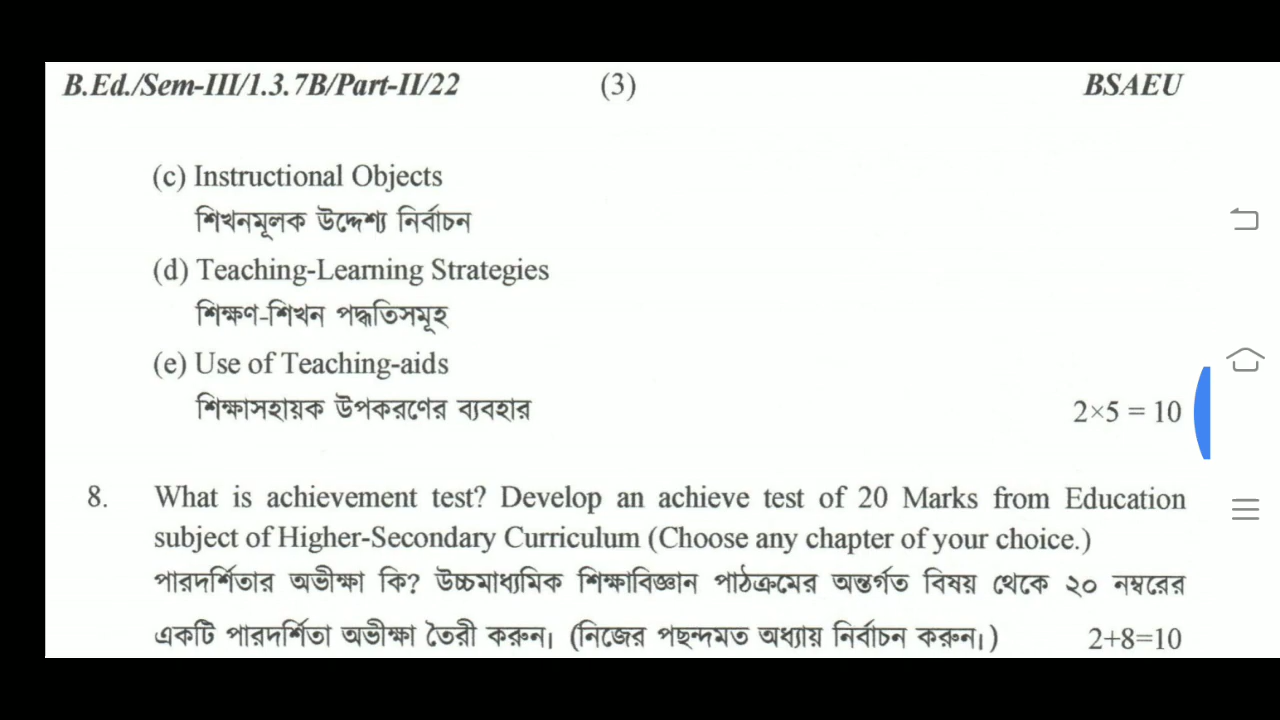 B.Ed./Sem-III/1.3.7B/Part-II/22 (3) BSAEU
(c) Instructional Objects
শিখনমূলক উদ্দেশ্য নির্বাচন
(d) Teaching-Learning Strategies
শিক্ষণ-শিখন পদ্ধতিসমূহ
(e) Use of Teaching-aids
শিক্ষাসহায়ক উপকরণের ব্যবহার 2×5 = 10
8. What is achievement test? Develop an achieve test of 20 Marks from Education
subject of Higher-Secondary Curriculum (Choose any chapter of your choice.)
পারদর্শিতার অভীক্ষা কি? উচ্চমাধ্যমিক শিক্ষাবিজ্ঞান পাঠক্রমের অন্তর্গত বিষয় থেকে ২০ নম্বরের
একটি পারদর্শিতা অভীক্ষা তৈরী করুন। (নিজের পছন্দমত অধ্যায় নির্বাচন করুন।) 2+8=10